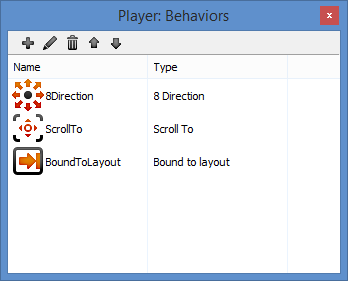 Player: Behaviors
Name Type
8Direction 8 Direction
ScrollTo Scroll To
BoundToLayout Bound to layout